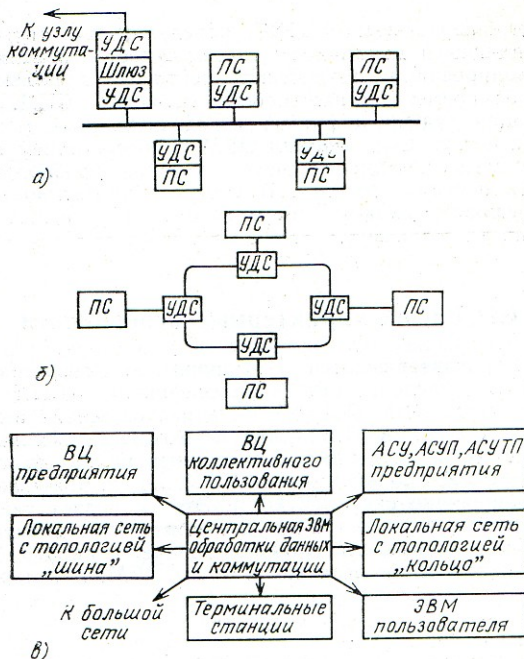 К узлу
коммута-
ции
УДС
Шлюз
УДС
ПС
УДС
ПС
УДС
УДС
ПС
УДС
ПС
а)
ПС
УДС
ПС
УДС
УДС
ПС
УДС
ПС
б)
ВЦ
предприятия
ВЦ
коллективного
пользования
АСУ, АСУП, АСУ ТП
предприятия
Локальная сеть
с топологией
„шина”
Центральная ЭВМ
обработки данных
и коммутации
Локальная сеть
с топологией
„кольцо”
К большой
сети
Терминальные
станции
ЭВМ
пользователя
в)